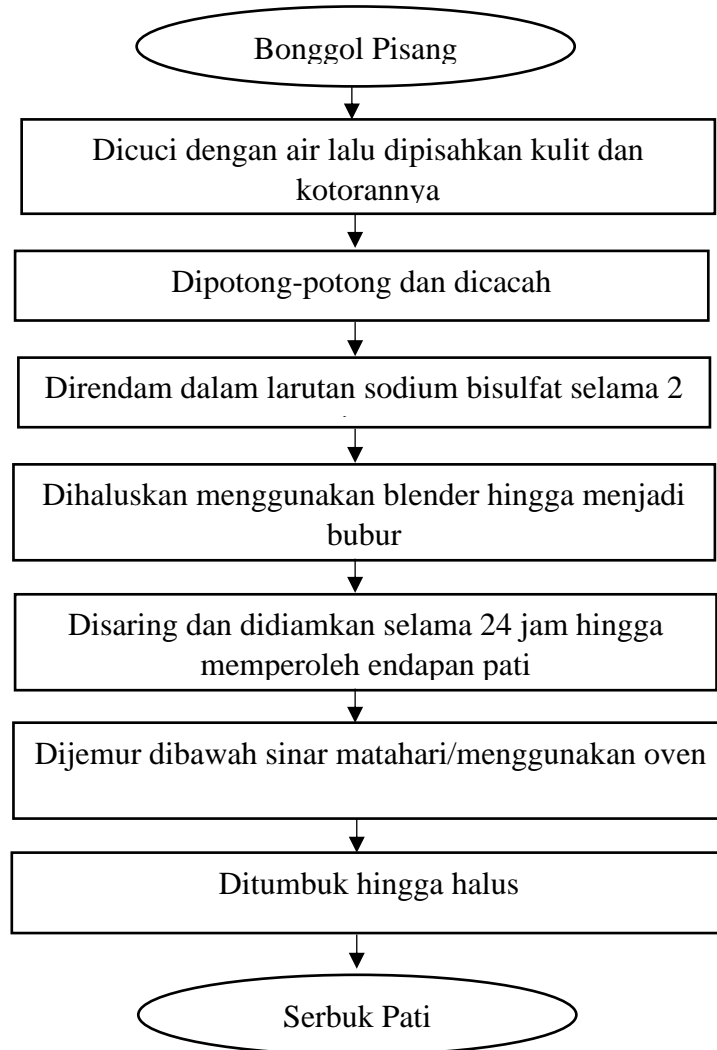 Bonggol Pisang
Dicuci dengan air lalu dipisahkan kulit dan
kotorannya
Dipotong-potong dan dicacah
Direndam dalam larutan sodium bisulfat selama 2
Dihaluskan menggunakan blender hingga menjadi
bubur
Disaring dan didiamkan selama 24 jam hingga
memperoleh endapan pati
Dijemur dibawah sinar matahari/menggunakan oven
Ditumbuk hingga halus
Serbuk Pati